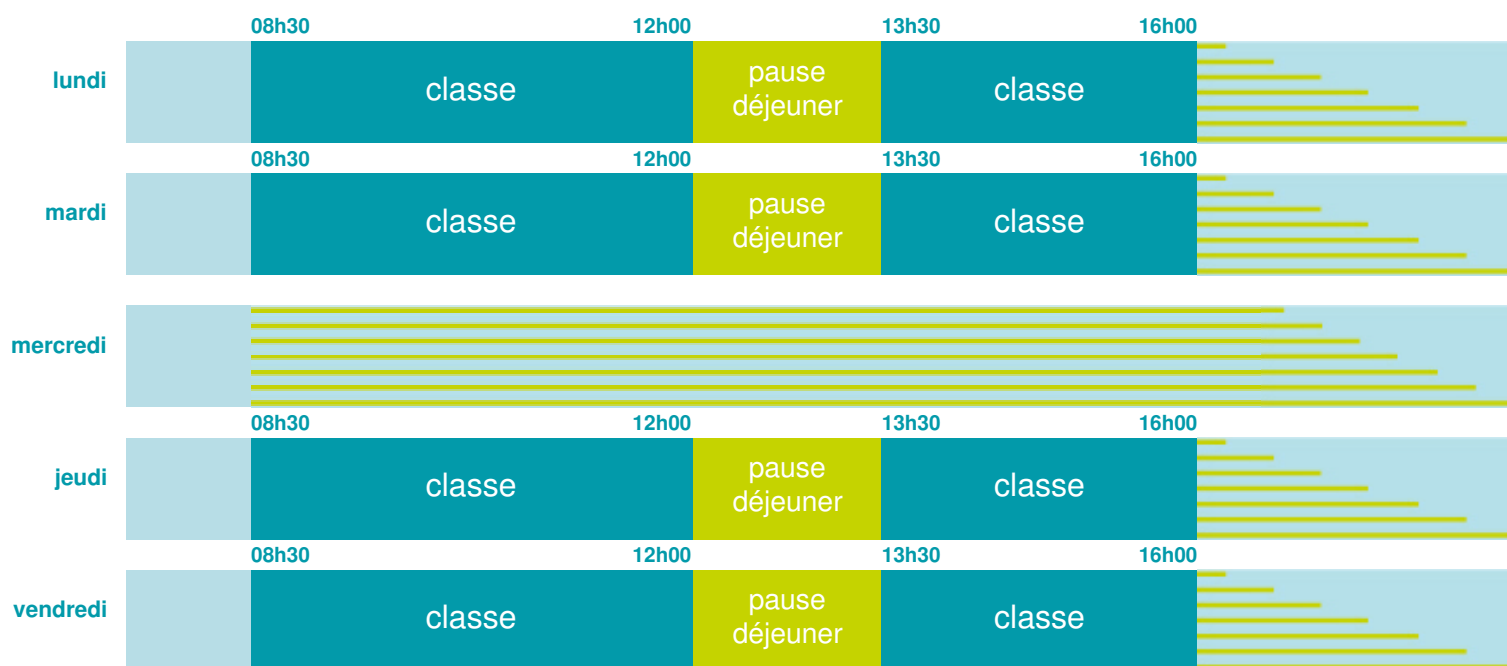 08h30 12h00 13h30 16h00
lundi classe pause déjeuner classe
08h30 12h00 13h30 16h00
mardi classe pause déjeuner classe
mercredi
08h30 12h00 13h30 16h00
jeudi classe pause déjeuner classe
08h30 12h00 13h30 16h00
vendredi classe pause déjeuner classe